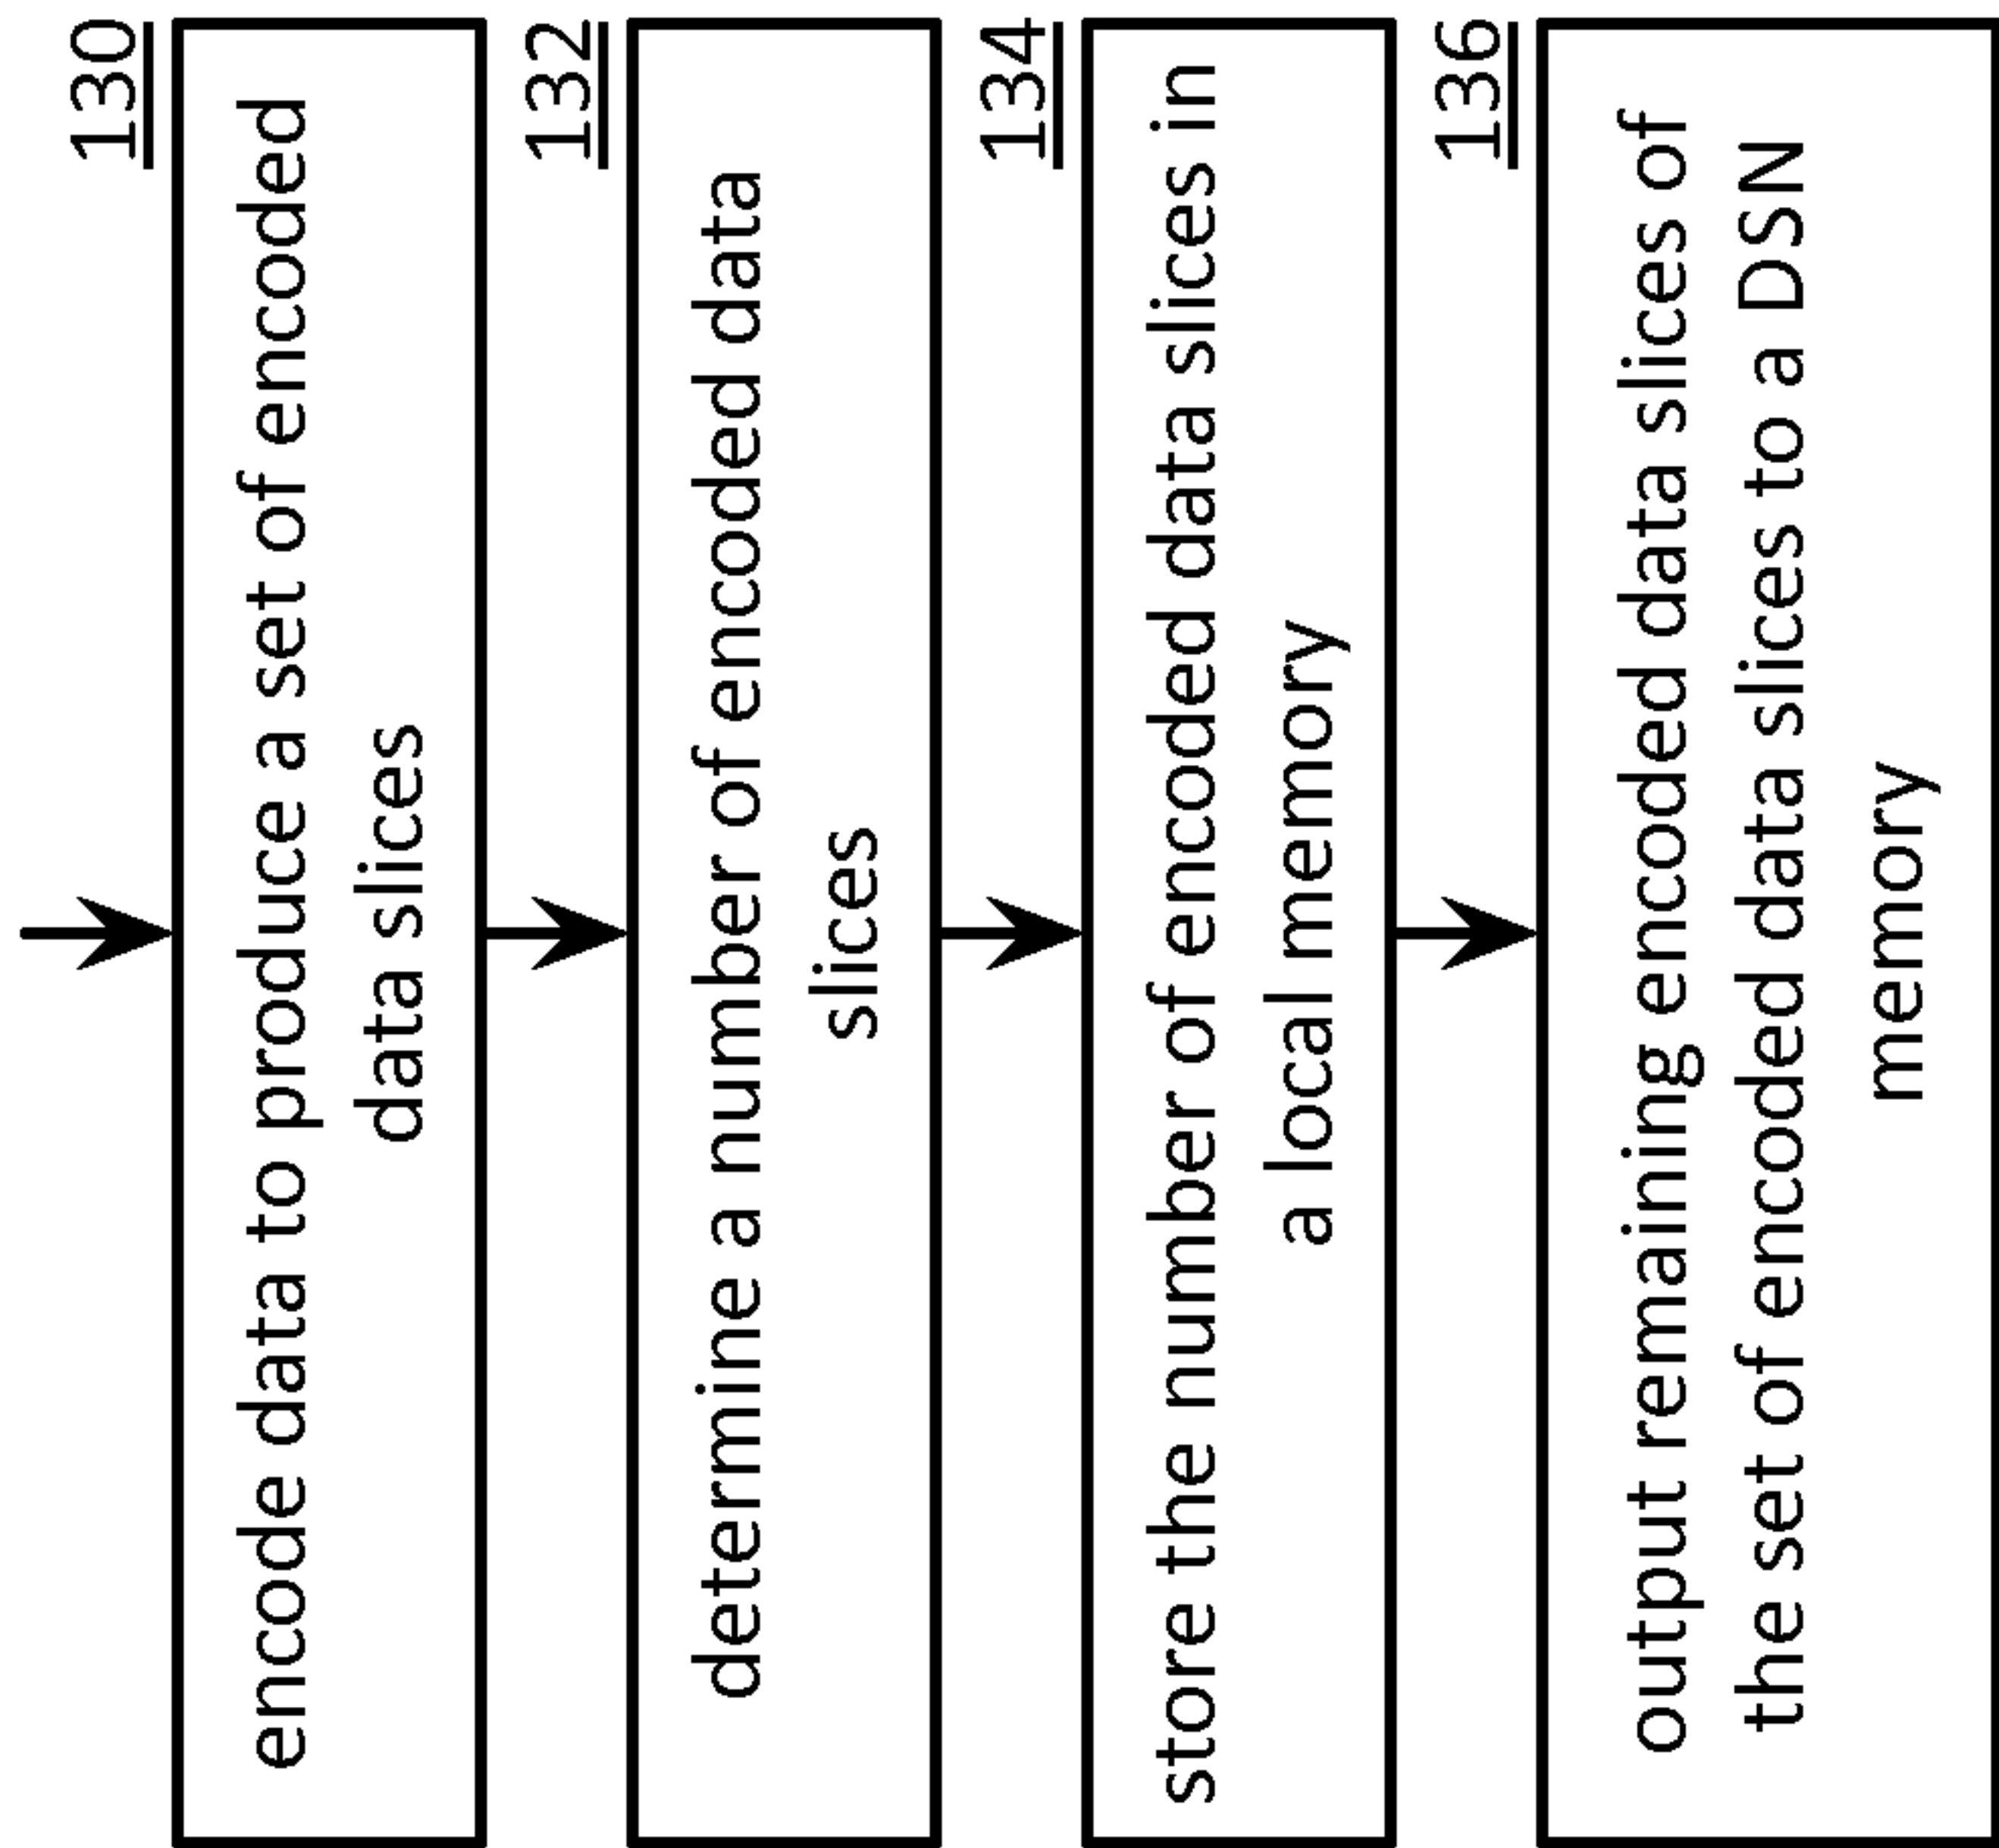 130
encode data to produce a set of encoded
data slices
132
determine a number of encoded data
slices
134
store the number of encoded data slices in
a local memory
136
output remaining encoded data slices of
the set of encoded data slices to a DSN
memory